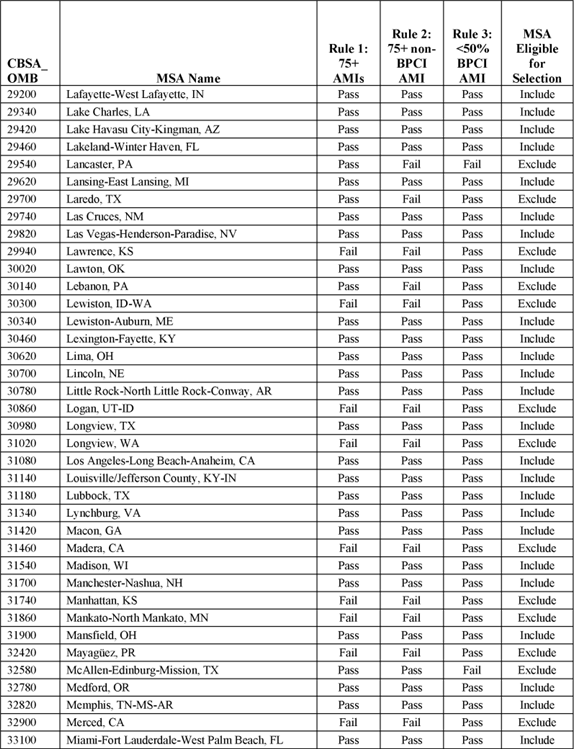 CBSA_OMB MSA Name Rule 1: 75+ AMIs Rule 2: 75+ non-BPCI AMI Rule 3: <50% BPCI AMI MSA Eligible for Selection
29200 Lafayette-West Lafayette, IN Pass Pass Pass Include
29340 Lake Charles, LA Pass Pass Pass Include
29420 Lake Havasu City-Kingman, AZ Pass Pass Pass Include
29460 Lakeland-Winter Haven, FL Pass Pass Pass Include
29540 Lancaster, PA Pass Fail Fail Exclude
29620 Lansing-East Lansing, MI Pass Pass Pass Include
29700 Laredo, TX Pass Fail Pass Exclude
29740 Las Cruces, NM Pass Pass Pass Include
29820 Las Vegas-Henderson-Paradise, NV Pass Pass Pass Include
29940 Lawrence, KS Fail Fail Pass Exclude
30020 Lawton, OK Pass Pass Pass Include
30140 Lebanon, PA Pass Fail Pass Exclude
30300 Lewiston, ID-WA Fail Fail Pass Exclude
30340 Lewiston-Auburn, ME Pass Pass Pass Include
30460 Lexington-Fayette, KY Pass Pass Pass Include
30620 Lima, OH Pass Pass Pass Include
30700 Lincoln, NE Pass Pass Pass Include
30780 Little Rock-North Little Rock-Conway, AR Pass Pass Pass Include
30860 Logan, UT-ID Fail Fail Pass Exclude
30980 Longview, TX Pass Pass Pass Include
31020 Longview, WA Fail Fail Pass Exclude
31080 Los Angeles-Long Beach-Anaheim, CA Pass Pass Pass Include
31140 Louisville/Jefferson County, KY-IN Pass Pass Pass Include
31180 Lubbock, TX Pass Pass Pass Include
31340 Lynchburg, VA Pass Pass Pass Include
31420 Macon, GA Pass Pass Pass Include
31460 Madera, CA Fail Fail Pass Exclude
31540 Madison, WI Pass Pass Pass Include
31700 Manchester-Nashua, NH Pass Pass Pass Include
31740 Manhattan, KS Fail Fail Pass Exclude
31860 Mankato-North Mankato, MN Fail Fail Pass Exclude
31900 Mansfield, OH Pass Pass Pass Include
32420 Mayagüez, PR Fail Fail Pass Exclude
32580 McAllen-Edinburg-Mission, TX Pass Pass Fail Exclude
32780 Medford, OR Pass Pass Pass Include
32820 Memphis, TN-MS-AR Pass Pass Pass Include
32900 Merced, CA Fail Fail Pass Exclude
33100 Miami-Fort Lauderdale-West Palm Beach, FL Pass Pass Pass Include